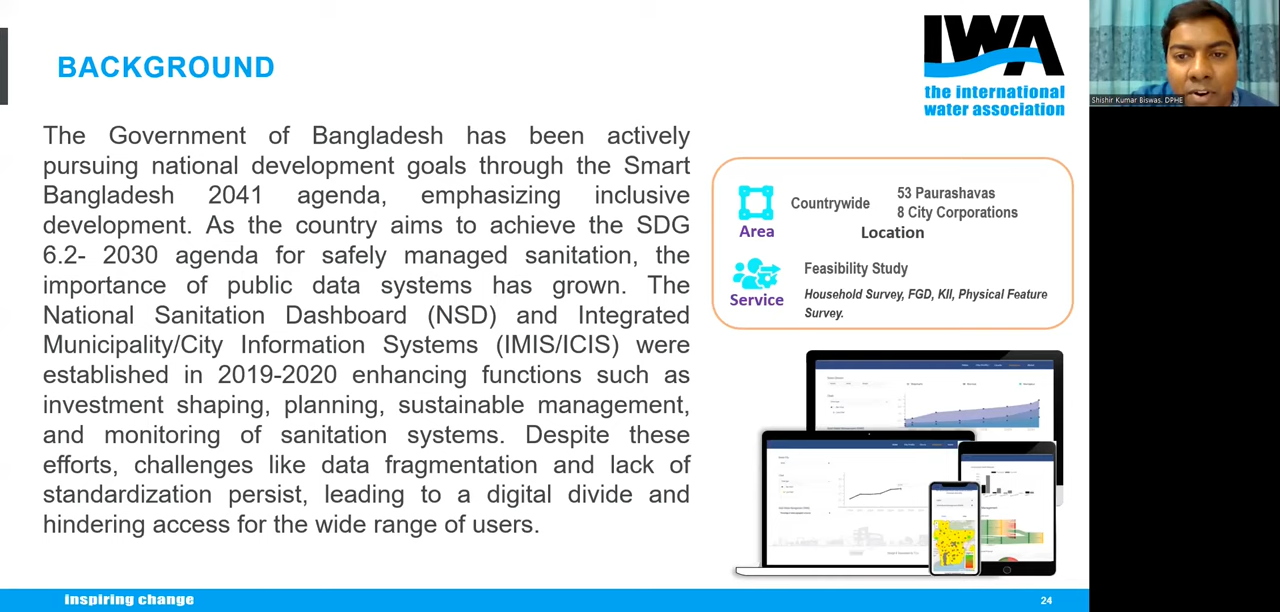 BACKGROUND
IWA
the international
water association
Shishir Kumar Biswas. DPHE
The Government of Bangladesh has been actively
pursuing national development goals through the Smart
Bangladesh 2041 agenda, emphasizing inclusive
development. As the country aims to achieve the SDG
6.2- 2030 agenda for safely managed sanitation, the
importance of public data systems has grown. The
National Sanitation Dashboard (NSD) and Integrated
Municipality/City Information Systems (IMIS/ICIS) were
established in 2019-2020 enhancing functions such as
investment shaping, planning, sustainable management,
and monitoring of sanitation systems. Despite these
efforts, challenges like data fragmentation and lack of
standardization persist, leading to a digital divide and
hindering access for the wide range of users.
Area
Countrywide
53 Paurashavas
8 City Corporations
Location
Service
Feasibility Study
Household Survey, FGD, KII, Physical Feature
Survey.
inspiring change
24